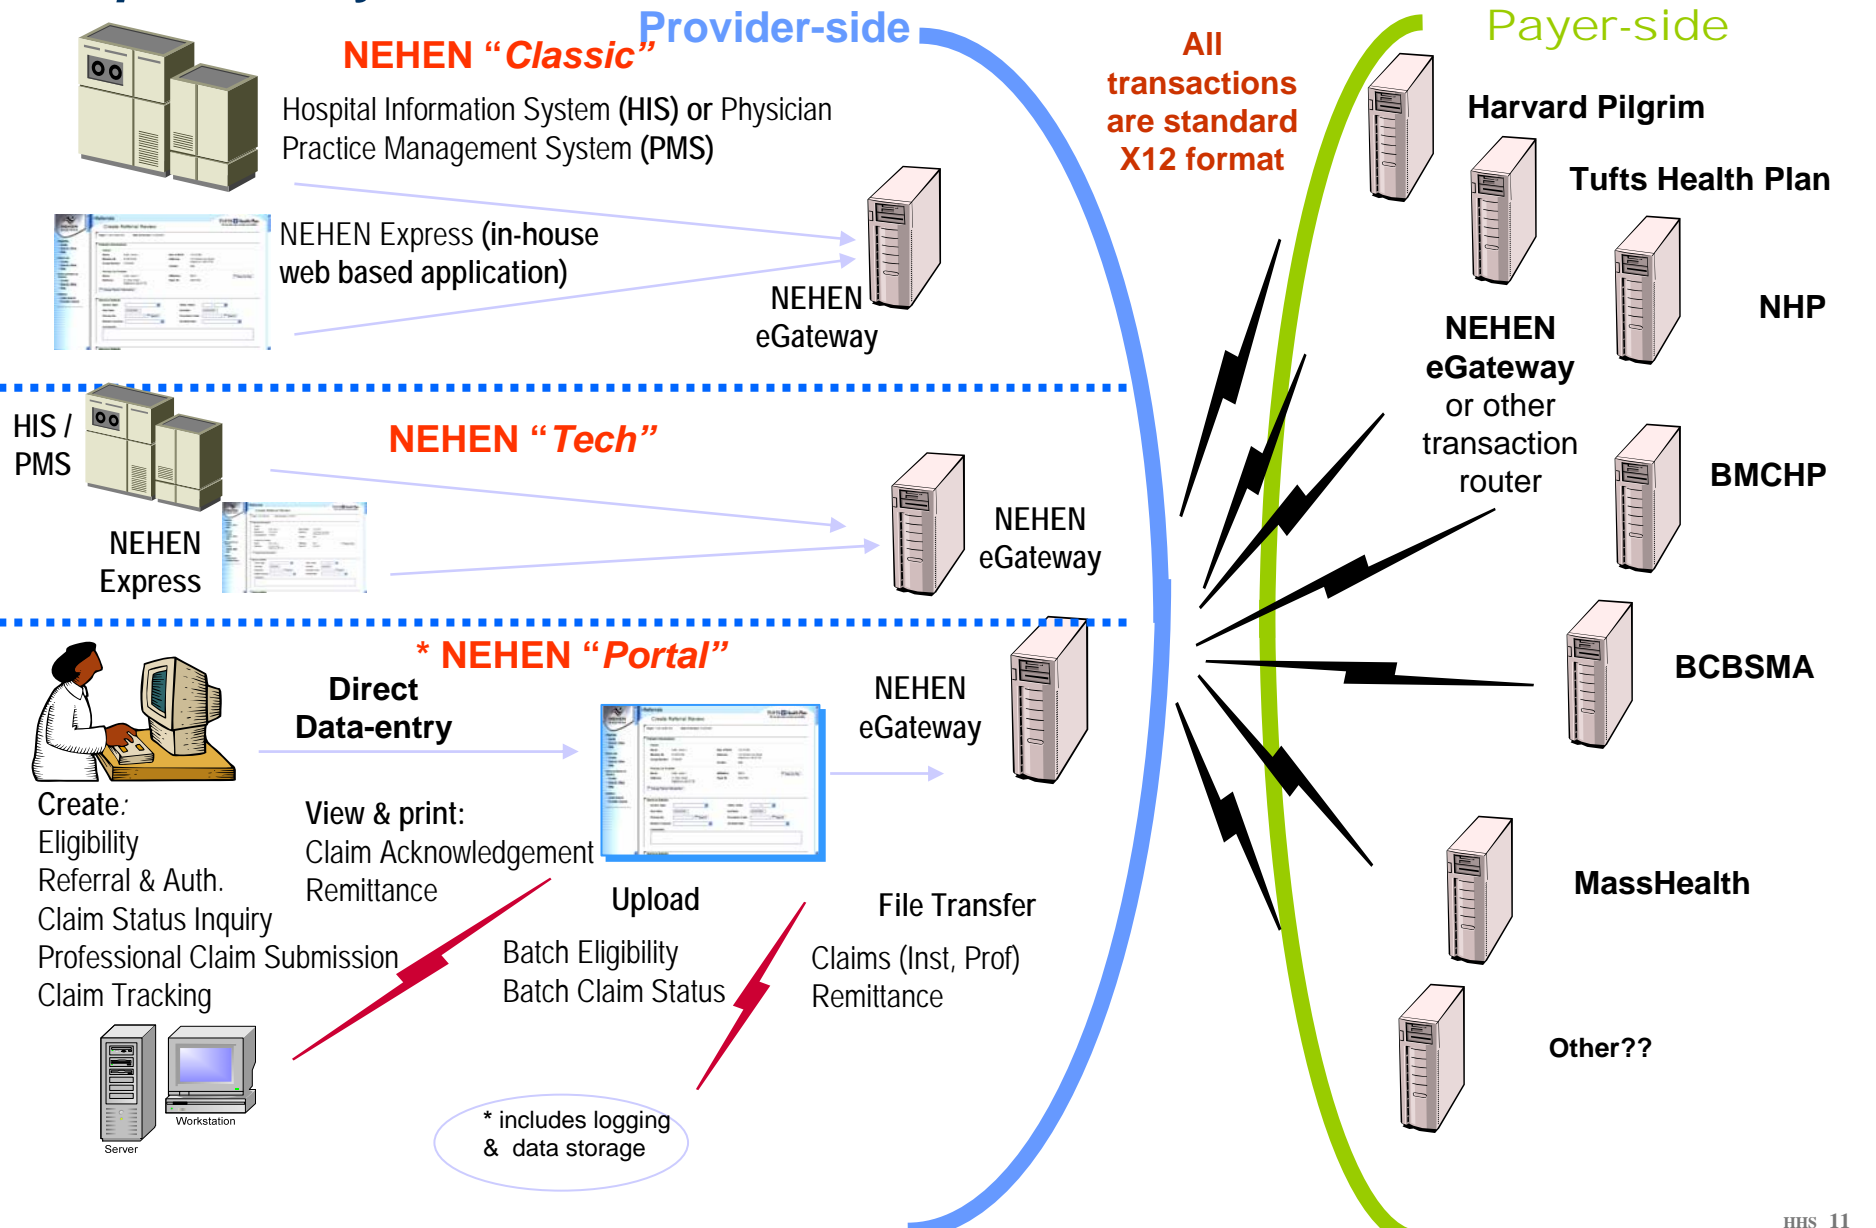 Provider-side
Payer-side
NEHEN “Classic”
Hospital Information System (HIS) or Physician
Practice Management System (PMS)
NEHEN Express (in-house
web based application)
NEHEN
eGateway
All
transactions
are standard
X12 format
Harvard Pilgrim
Tufts Health Plan
NHP
NEHEN
eGateway
or other
transaction
router
BMCHP
BCBSMA
MassHealth
Other??
HIS /
PMS
NEHEN “Tech”
NEHEN
Express
NEHEN
eGateway
* NEHEN “Portal”
Direct
Data-entry
Create Referral Review
NEHEN
eGateway
Create:
Eligibility
Referral & Auth.
Claim Status Inquiry
Professional Claim Submission
Claim Tracking
View & print:
Claim Acknowledgement
Remittance
Upload
Batch Eligibility
Batch Claim Status
File Transfer
Claims (Inst, Prof)
Remittance
Server
Workstation
* includes logging
& data storage
HHS 11